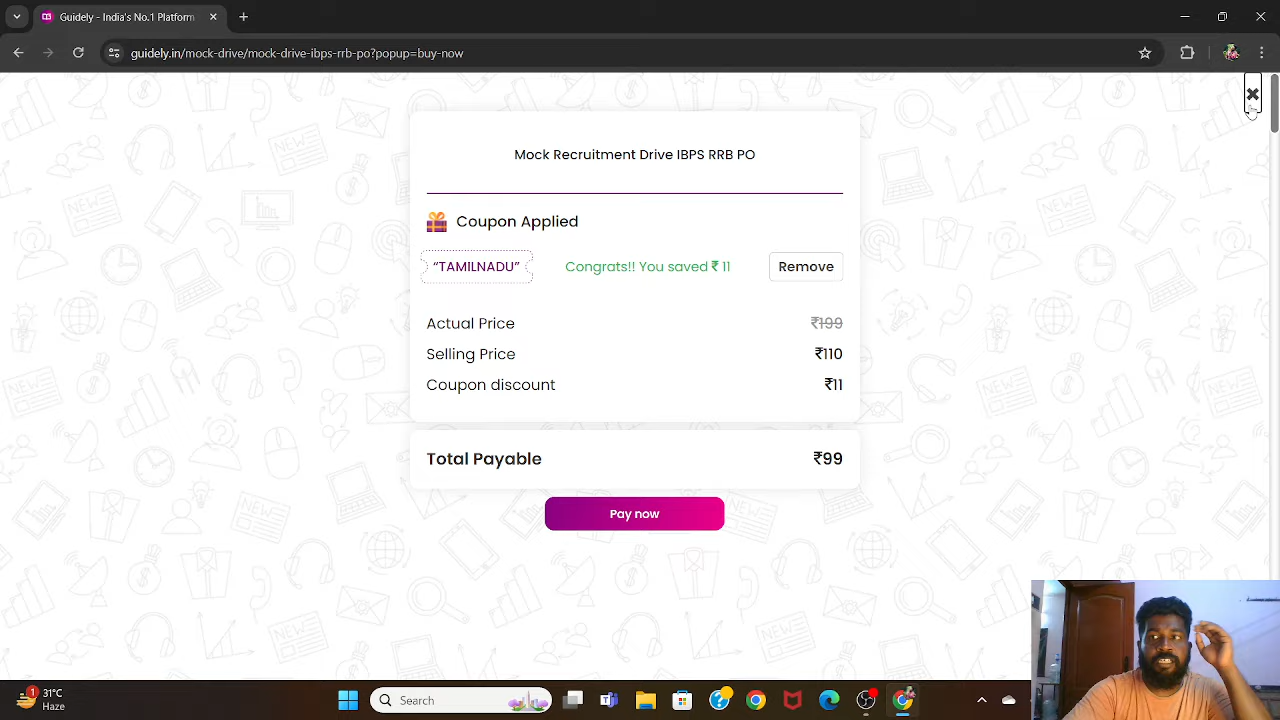 Guidely - India's No.1 Platform
guidely.in/mock-drive/mock-drive-ibps-rrb-po?popup=buy-now
Mock Recruitment Drive IBPS RRB PO
Coupon Applied
“TAMILNADU” Congrats!! You saved ₹ 11 Remove
Actual Price ₹199
Selling Price ₹110
Coupon discount ₹11
Total Payable ₹99
Pay now
1 31°C
Haze
Search